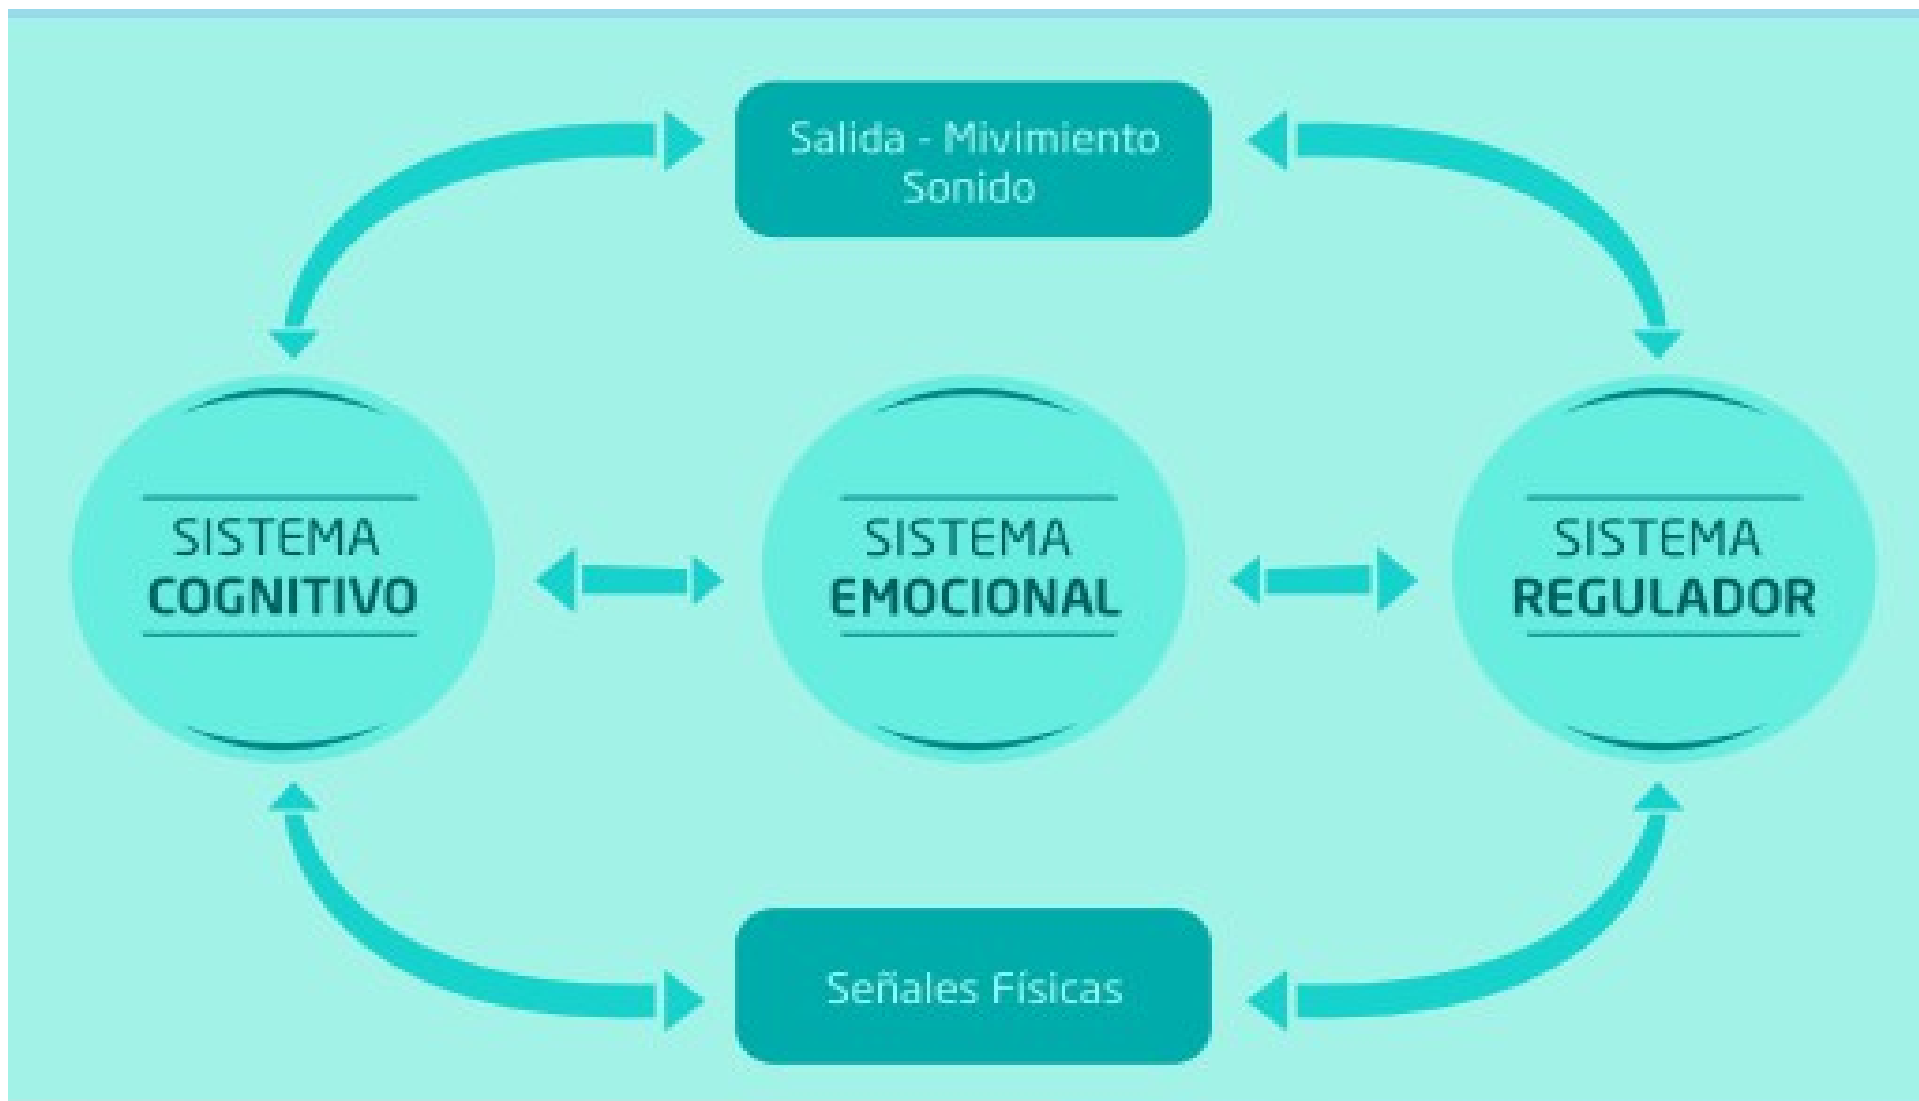 Salida - Mivimiento
Sonido
SISTEMA
COGNITIVO
SISTEMA
EMOCIONAL
SISTEMA
REGULADOR
Señales Físicas